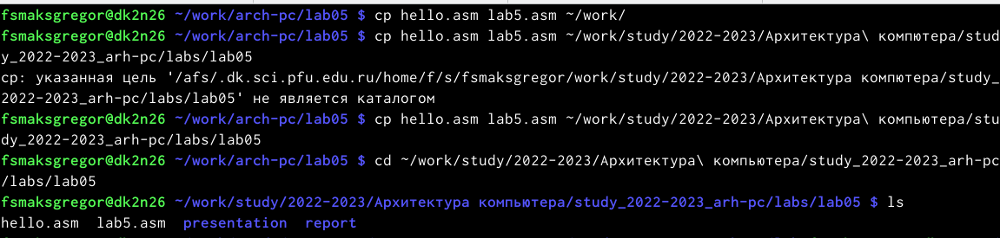 fsmaksgregor@dk2n26 ~/work/arch-pc/lab05 $ cp hello.asm lab5.asm ~/work/
fsmaksgregor@dk2n26 ~/work/arch-pc/lab05 $ cp hello.asm lab5.asm ~/work/study/2022-2023/Архитектура\ компютера/stud
y_2022-2023_arh-pc/labs/lab05
cp: указанная цель '/afs/.dk.sci.pfu.edu.ru/home/f/s/fsmaksgregor/work/study/2022-2023/Архитектура компютера/study_
2022-2023_arh-pc/labs/lab05' не является каталогом
fsmaksgregor@dk2n26 ~/work/arch-pc/lab05 $ cp hello.asm lab5.asm ~/work/study/2022-2023/Архитектура\ компьютера/stu
dy_2022-2023_arh-pc/labs/lab05
fsmaksgregor@dk2n26 ~/work/arch-pc/lab05 $ cd ~/work/study/2022-2023/Архитектура\ компьютера/study_2022-2023_arh-pc
/labs/lab05
fsmaksgregor@dk2n26 ~/work/study/2022-2023/Архитектура компьютера/study_2022-2023_arh-pc/labs/lab05 $ ls
hello.asm  lab5.asm  presentation  report